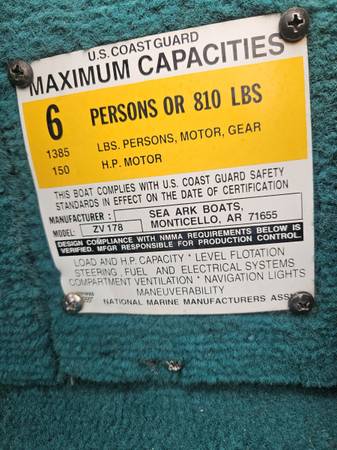 U.S. COAST GUARD
MAXIMUM CAPACITIES
6 PERSONS OR 810 LBS
1385 LBS. PERSONS, MOTOR, GEAR
150 H.P. MOTOR
THIS BOAT COMPLIES WITH U.S. COAST GUARD SAFETY
STANDARDS IN EFFECT ON THE DATE OF CERTIFICATION
MANUFACTURER : SEA ARK BOATS,
MODEL: ZV 178 MONTICELLO, AR 71655
DESIGN COMPLIANCE WITH NMMA REQUIREMENTS BELOW IS
VERIFIED. MFGR RESPONSIBLE FOR PRODUCTION CONTROL.
LOAD AND H.P. CAPACITY * LEVEL FLOTATION
STEERING , FUEL AND ELECTRICAL SYSTEMS
COMPARTMENT VENTILATION * NAVIGATION LIGHTS
MANEUVERABILITY
NATIONAL MARINE MANUFACTURERS